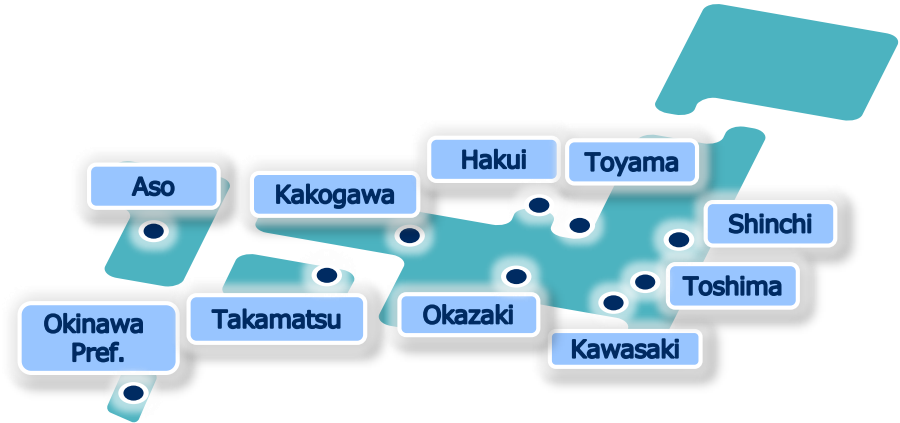 Hakui
Toyama
Aso
Kakogawa
Shinchi
Toshima
Okinawa
Pref.
Takamatsu
Okazaki
Kawasaki